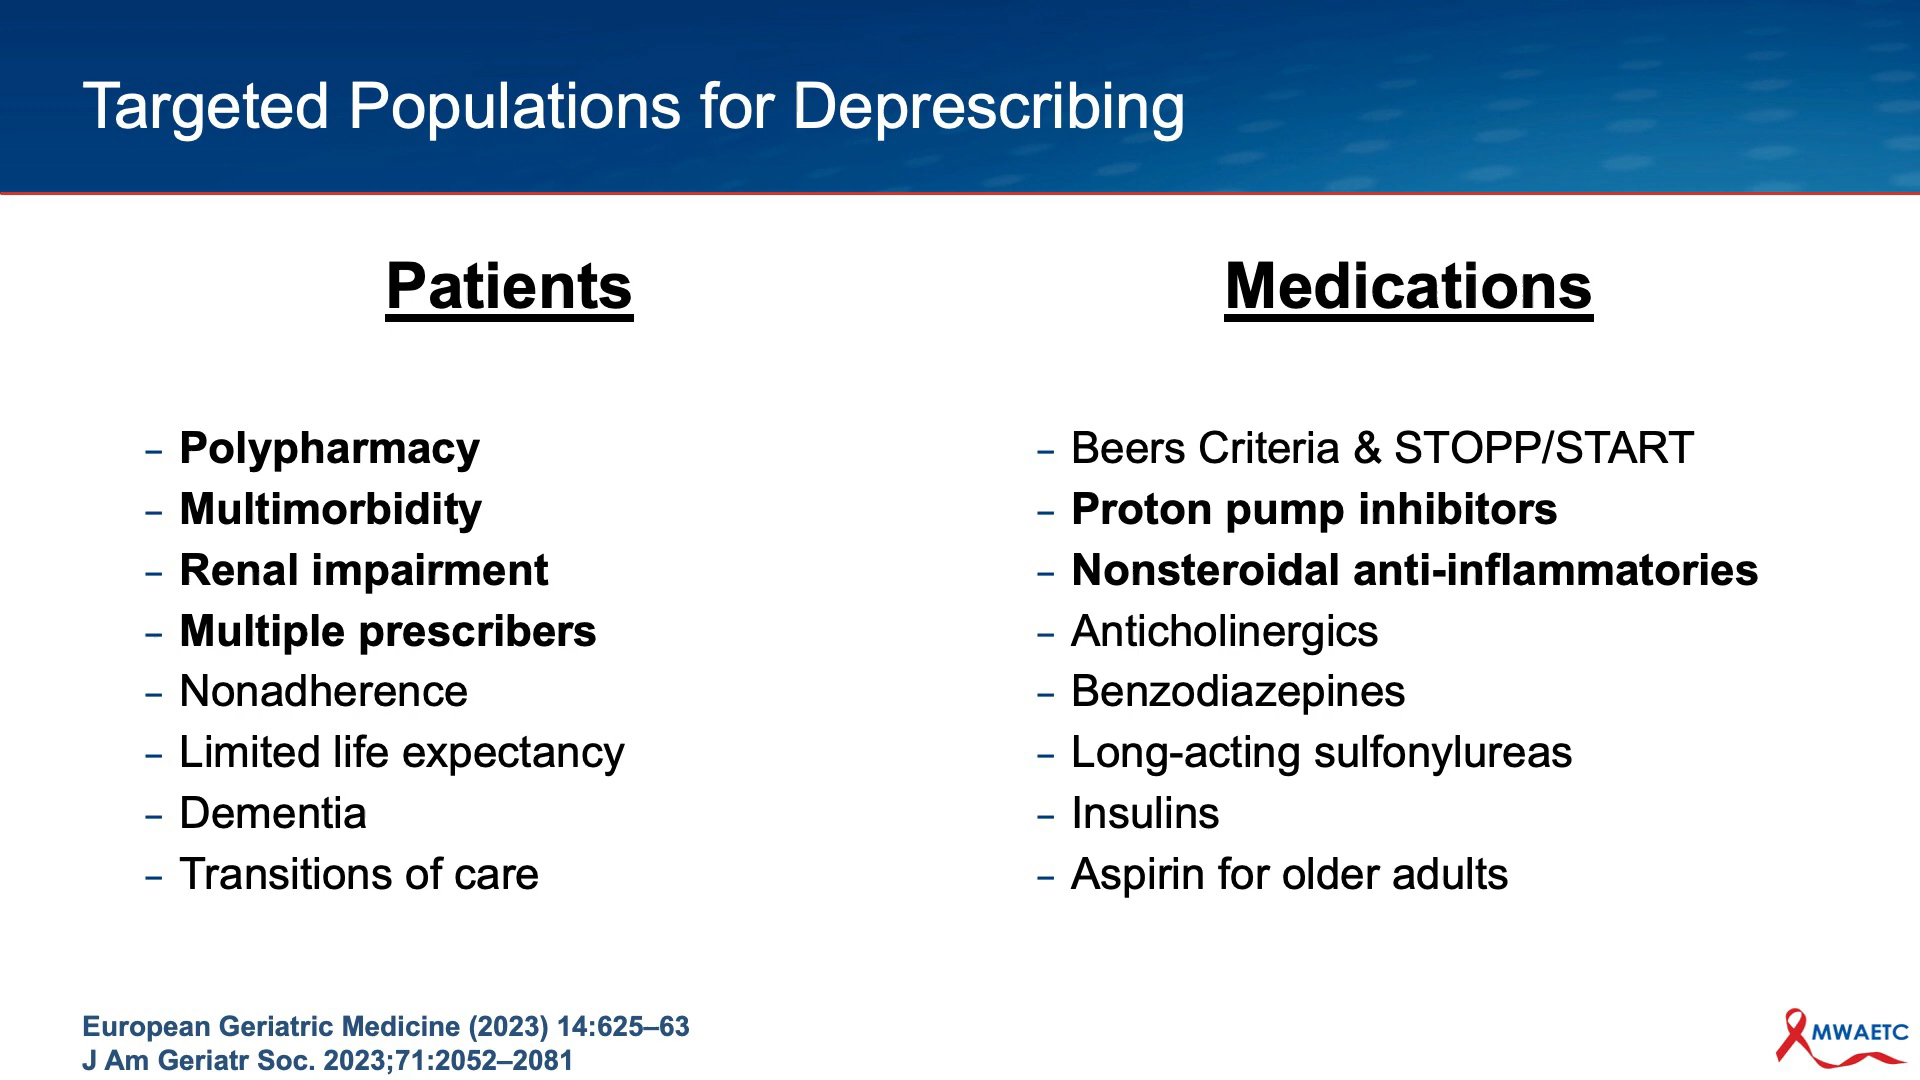 Targeted Populations for Deprescribing
Patients
– Polypharmacy
– Multimorbidity
– Renal impairment
– Multiple prescribers
– Nonadherence
– Limited life expectancy
– Dementia
– Transitions of care
Medications
– Beers Criteria & STOPP/START
– Proton pump inhibitors
– Nonsteroidal anti-inflammatories
– Anticholinergics
– Benzodiazepines
– Long-acting sulfonylureas
– Insulins
– Aspirin for older adults
European Geriatric Medicine (2023) 14:625–63
J Am Geriatr Soc. 2023;71:2052–2081
MWAETC